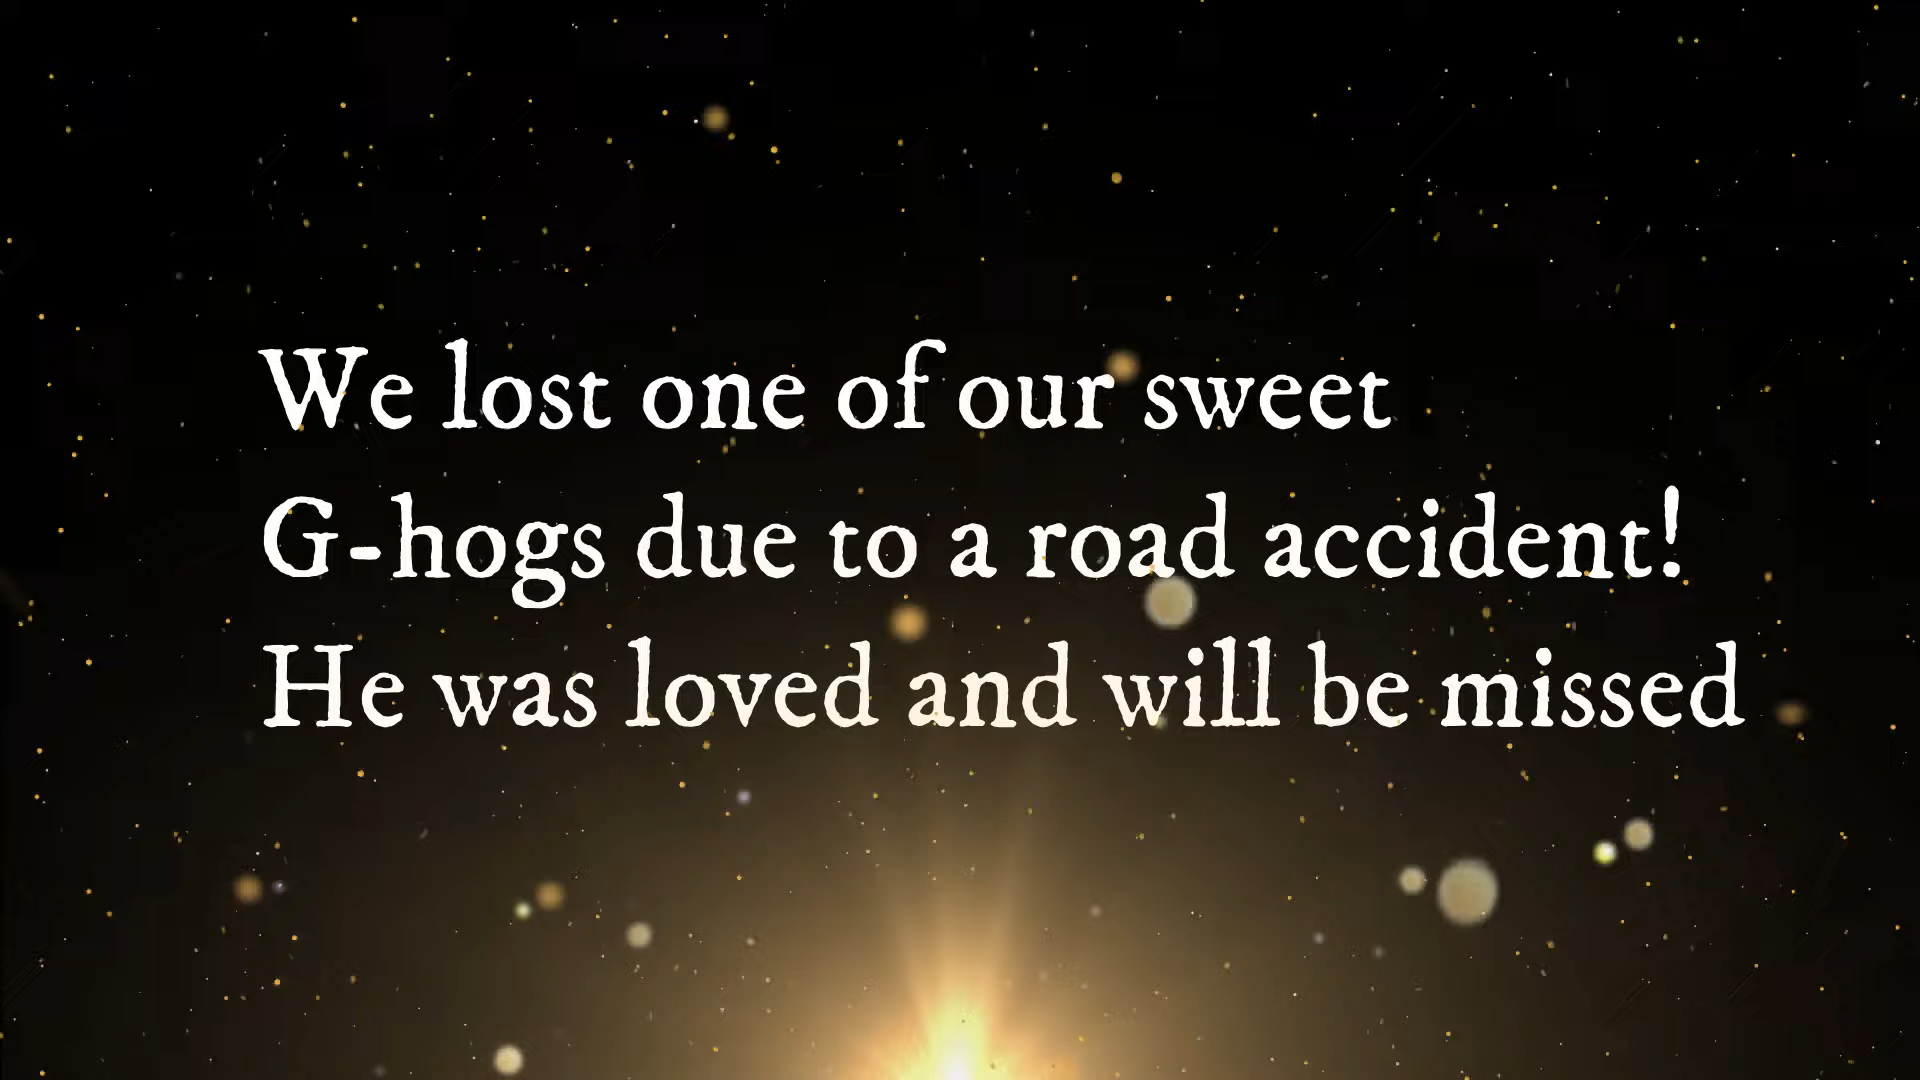 We lost one of our sweet
G-hogs due to a road accident!
He was loved and will be missed